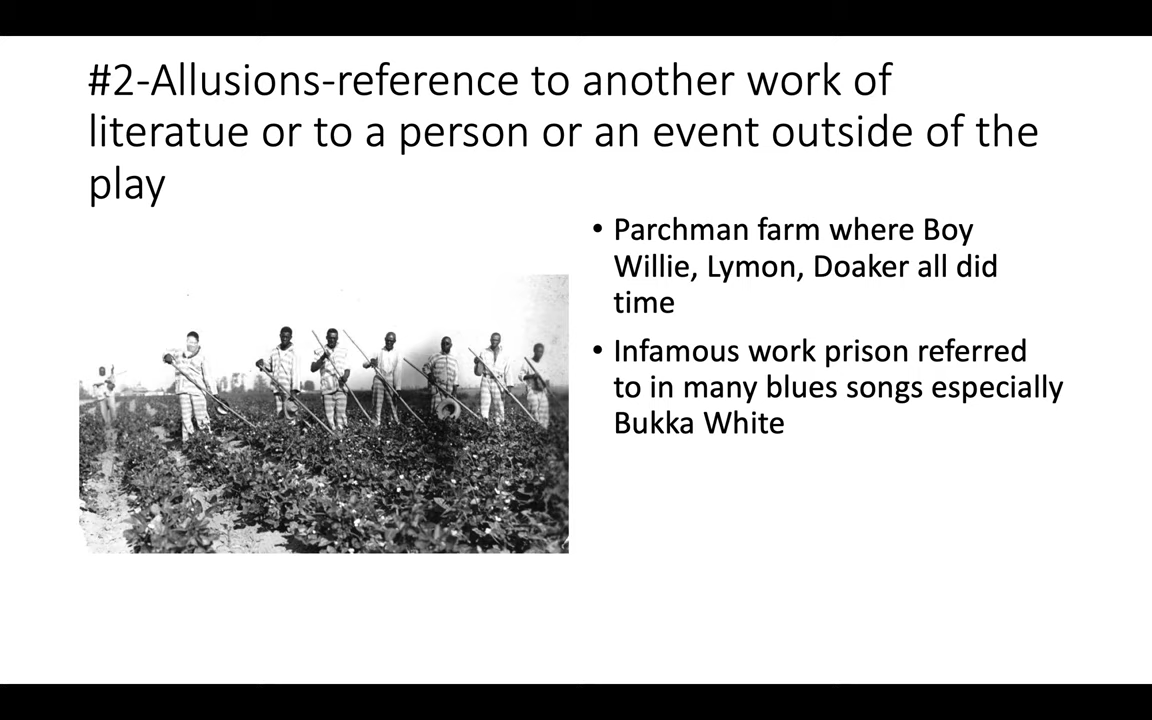 #2-Allusions-reference to another work of
literatue or to a person or an event outside of the
play
• Parchman farm where Boy
Willie, Lymon, Doaker all did
time
• Infamous work prison referred
to in many blues songs especially
Bukka White